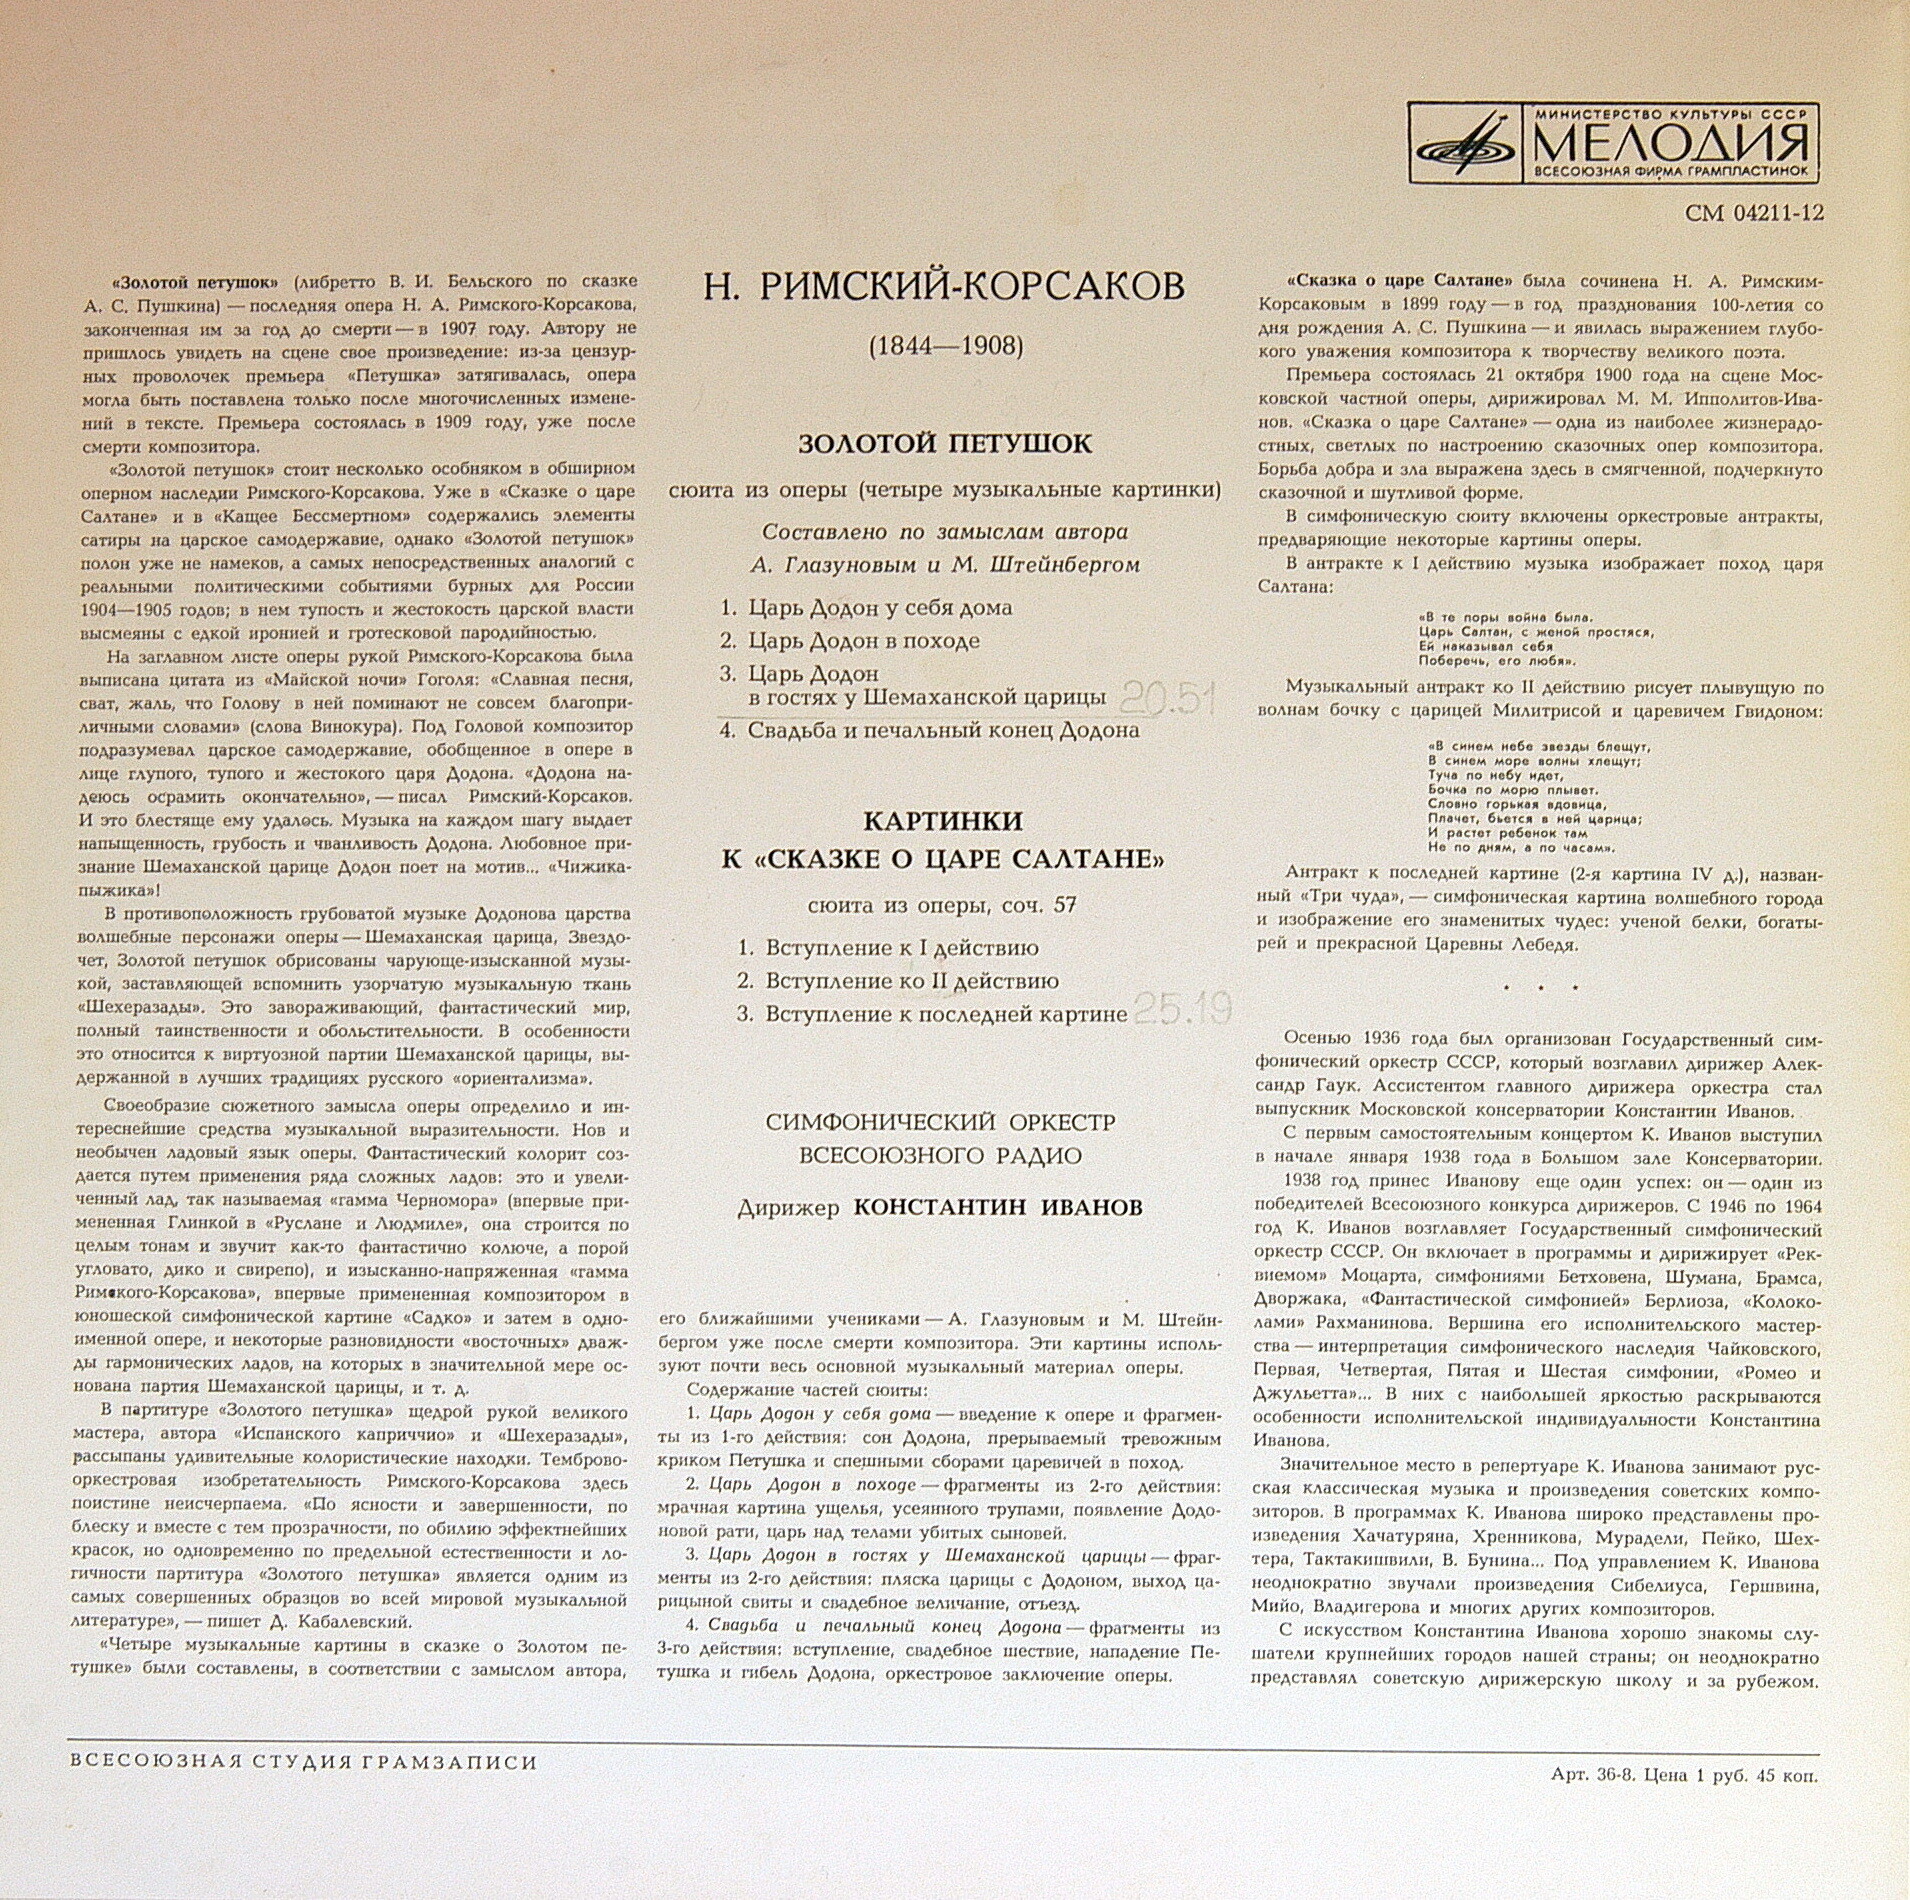 МИНИСТЕРСТВО КУЛЬТУРЫ СССР
МЕЛОДИЯ
ВСЕСОЮЗНАЯ ФИРМА ГРАМПЛАСТИНОК
СМ 04211-12
«Золотой петушок» (либретто В. И. Бельского по сказке
А. С. Пушкина) — последняя опера Н. А. Римского-Корсакова,
законченная им за год до смерти — в 1907 году. Автору не
пришлось увидеть на сцене свое произведение: из-за цензур-
ных проволочек премьера «Петушка» затягивалась, опера
могла быть поставлена только после многочисленных измене-
ний в тексте. Премьера состоялась в 1909 году, уже после
смерти композитора.
«Золотой петушок» стоит несколько особняком в обширном
оперном наследии Римского-Корсакова. Уже в «Сказке о царе
Салтане» и в «Кащее Бессмертном» содержались элементы
сатиры на царское самодержавие, однако «Золотой петушок»
полон уже не намеков, а самых непосредственных аналогий с
реальными политическими событиями бурных для России
1904—1905 годов; в нем тупость и жестокость царской власти
высмеяны с едкой иронией и гротесковой пародийностью.
На заглавном листе оперы рукой Римского-Корсакова была
выписана цитата из «Майской ночи» Гоголя: «Славная песня,
сват, жаль, что Голову в ней поминают не совсем благопри-
личными словами» (слова Винокура). Под Головой композитор
подразумевал царское самодержавие, обобщенное в опере в
лице глупого, тупого и жестокого царя Додона. «Додона на-
деюсь осрамить окончательно», — писал Римский-Корсаков.
И это блестяще ему удалось. Музыка на каждом шагу выдает
напыщенность, грубость и чванливость Додона. Любовное при-
знание Шемаханской царице Додон поет на мотив... «Чижика-
пыжика»!
В противоположность грубоватой музыке Додонова царства
волшебные персонажи оперы — Шемаханская царица, Звездо-
чет, Золотой петушок обрисованы чарующе-изысканной музы-
кой, заставляющей вспомнить узорчатую музыкальную ткань
«Шехеразады». Это завораживающий, фантастический мир,
полный таинственности и обольстительности. В особенности
это относится к виртуозной партии Шемаханской царицы, вы-
держанной в лучших традициях русского «ориентализма».
Своеобразие сюжетного замысла оперы определило и ин-
тереснейшие средства музыкальной выразительности. Нов и
необычен ладовый язык оперы. Фантастический колорит соз-
дается путем применения ряда сложных ладов: это и увели-
ченный лад, так называемая «гамма Черномора» (впервые при-
мененная Глинкой в «Руслане и Людмиле», она строится по
целым тонам и звучит как-то фантастично колюче, а порой
угловато, дико и свирепо), и изысканно-напряженная «гамма
Римского-Корсакова», впервые примененная композитором в
юношеской симфонической картине «Садко» и затем в одно-
именной опере, и некоторые разновидности «восточных» дваж-
ды гармонических ладов, на которых в значительной мере ос-
нована партия Шемаханской царицы, и т. д.
В партитуре «Золотого петушка» щедрой рукой великого
мастера, автора «Испанского каприччио» и «Шехеразады»,
рассыпаны удивительные колористические находки. Темброво-
оркестровая изобретательность Римского-Корсакова здесь
поистине неисчерпаема. «По ясности и завершенности, по
блеску и вместе с тем прозрачности, по обилию эффектнейших
красок, но одновременно по предельной естественности и ло-
гичности партитура «Золотого петушка» является одним из
самых совершенных образцов во всей мировой музыкальной
литературе», — пишет Д. Кабалевский.
«Четыре музыкальные картины в сказке о Золотом пе-
тушке» были составлены, в соответствии с замыслом автора,
Н. РИМСКИЙ-КОРСАКОВ
(1844—1908)
ЗОЛОТОЙ ПЕТУШОК
сюита из оперы (четыре музыкальные картинки)
Составлено по замыслам автора
А. Глазуновым и М. Штейнбергом
1. Царь Додон у себя дома
2. Царь Додон в походе
3. Царь Додон
в гостях у Шемаханской царицы 20.51
4. Свадьба и печальный конец Додона
КАРТИНКИ
К «СКАЗКЕ О ЦАРЕ САЛТАНЕ»
сюита из оперы, соч. 57
1. Вступление к I действию
2. Вступление ко II действию
3. Вступление к последней картине 25.19
СИМФОНИЧЕСКИЙ ОРКЕСТР
ВСЕСОЮЗНОГО РАДИО
Дирижер КОНСТАНТИН ИВАНОВ
его ближайшими учениками — А. Глазуновым и М. Штейн-
бергом уже после смерти композитора. Эти картины исполь-
зуют почти весь основной музыкальный материал оперы.
Содержание частей сюиты:
1. Царь Додон у себя дома — введение к опере и фрагмен-
ты из 1-го действия: сон Додона, прерываемый тревожным
криком Петушка и спешными сборами царевичей в поход.
2. Царь Додон в походе — фрагменты из 2-го действия:
мрачная картина ущелья, усеянного трупами, появление Додо-
новой рати, царь над телами убитых сыновей.
3. Царь Додон в гостях у Шемаханской царицы — фраг-
менты из 2-го действия: пляска царицы с Додоном, выход ца-
рицыной свиты и свадебное величание, отъезд.
4. Свадьба и печальный конец Додона — фрагменты из
3-го действия: вступление, свадебное шествие, нападение Пе-
тушка и гибель Додона, оркестровое заключение оперы.
«Сказка о царе Салтане» была сочинена Н. А. Римским-
Корсаковым в 1899 году — в год празднования 100-летия со
дня рождения А. С. Пушкина — и явилась выражением глубо-
кого уважения композитора к творчеству великого поэта.
Премьера состоялась 21 октября 1900 года на сцене Мос-
ковской частной оперы, дирижировал М. М. Ипполитов-Ива-
нов. «Сказка о царе Салтане» — одна из наиболее жизнерадо-
стных, светлых по настроению сказочных опер композитора.
Борьба добра и зла выражена здесь в смягченной, подчеркнуто
сказочной и шутливой форме.
В симфоническую сюиту включены оркестровые антракты,
предваряющие некоторые картины оперы.
В антракте к I действию музыка изображает поход царя
Салтана:
«В те поры война была.
Царь Салтан, с женой простяся,
Ей наказывал себя
Поберечь, его любя».
Музыкальный антракт ко II действию рисует плывущую по
волнам бочку с царицей Милитрисой и царевичем Гвидоном:
«В синем небе звезды блещут,
В синем море волны хлещут;
Туча по небу идет,
Бочка по морю плывет.
Словно горькая вдовица,
Плачет, бьется в ней царица;
И растет ребенок там
Не по дням, а по часам».
Антракт к последней картине (2-я картина IV д.), назван-
ный «Три чуда», — симфоническая картина волшебного города
и изображение его знаменитых чудес: ученой белки, богаты-
рей и прекрасной Царевны Лебедя.
. . .
Осенью 1936 года был организован Государственный сим-
фонический оркестр СССР, который возглавил дирижер Алек-
сандр Гаук. Ассистентом главного дирижера оркестра стал
выпускник Московской консерватории Константин Иванов.
С первым самостоятельным концертом К. Иванов выступил
в начале января 1938 года в Большом зале Консерватории.
1938 год принес Иванову еще один успех: он — один из
победителей Всесоюзного конкурса дирижеров. С 1946 по 1964
год К. Иванов возглавляет Государственный симфонический
оркестр СССР. Он включает в программы и дирижирует «Рек-
виемом» Моцарта, симфониями Бетховена, Шумана, Брамса,
Дворжака, «Фантастической симфонией» Берлиоза, «Колоко-
лами» Рахманинова. Вершина его исполнительского мастер-
ства — интерпретация симфонического наследия Чайковского,
Первая, Четвертая, Пятая и Шестая симфонии, «Ромео и
Джульетта»... В них с наибольшей яркостью раскрываются
особенности исполнительской индивидуальности Константина
Иванова.
Значительное место в репертуаре К. Иванова занимают рус-
ская классическая музыка и произведения советских компо-
зиторов. В программах К. Иванова широко представлены про-
изведения Хачатуряна, Хренникова, Мурадели, Пейко, Шех-
тера, Тактакишвили, В. Бунина... Под управлением К. Иванова
неоднократно звучали произведения Сибелиуса, Гершвина,
Мийо, Владигерова и многих других композиторов.
С искусством Константина Иванова хорошо знакомы слу-
шатели крупнейших городов нашей страны; он неоднократно
представлял советскую дирижерскую школу и за рубежом.
ВСЕСОЮЗНАЯ СТУДИЯ ГРАМЗАПИСИ
Арт. 36-8. Цена 1 руб. 45 коп.